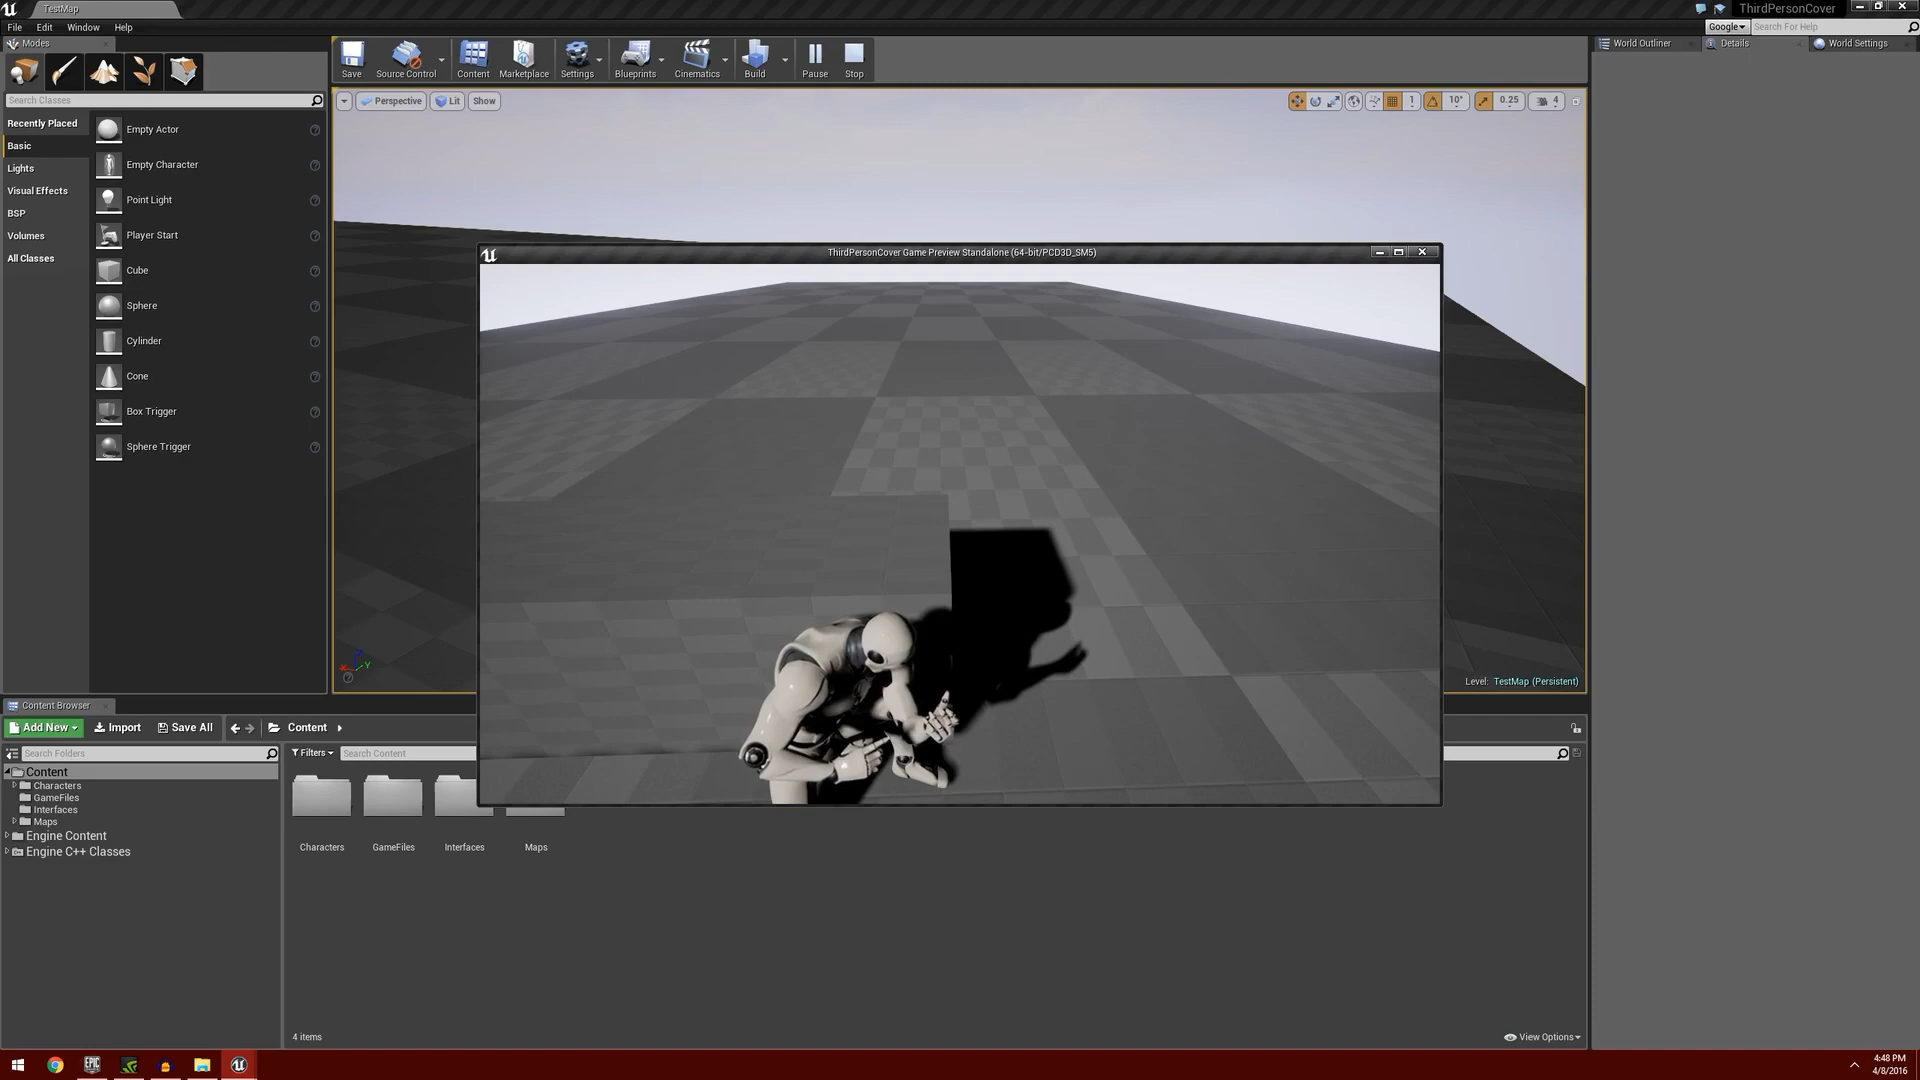 TestMap
ThirdPersonCover
File Edit Window Help
Google
Search For Help
Modes
World Outliner
Details
World Settings
Save
Source Control
Content
Marketplace
Settings
Blueprints
Cinematics
Build
Pause
Stop
Search Classes
Perspective
Lit
Show
1
10°
0.25
4
Recently Placed
Basic
Lights
Visual Effects
BSP
Volumes
All Classes
Empty Actor
Empty Character
Point Light
Player Start
Cube
Sphere
Cylinder
Cone
Box Trigger
Sphere Trigger
ThirdPersonCover Game Preview Standalone (64-bit/PCD3D_SM5)
X
Z
Y
Level: TestMap (Persistent)
Content Browser
Add New
Import
Save All
Content
Search Folders
Filters
Search Content
Content
Characters
GameFiles
Interfaces
Maps
Engine Content
Engine C++ Classes
Characters
GameFiles
Interfaces
Maps
4 items
View Options
EPIC
4:48 PM
4/8/2016